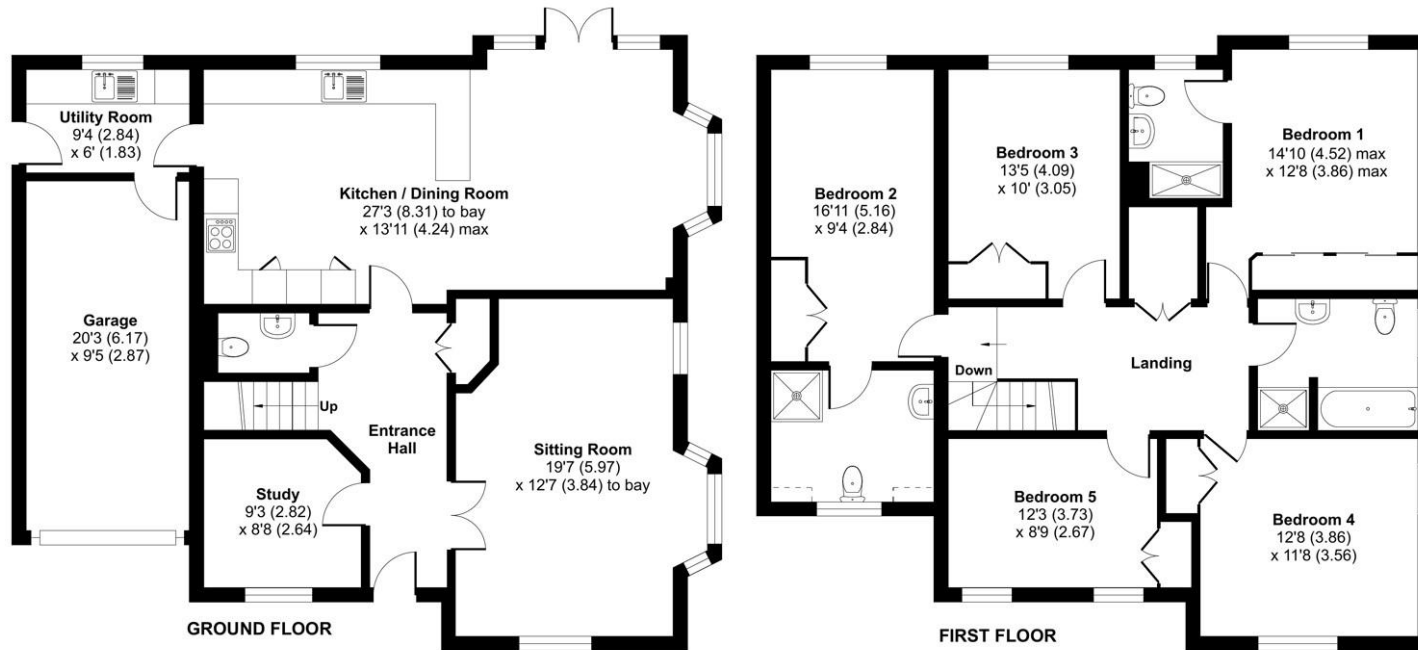 Utility Room
9'4 (2.84)
x 6' (1.83)
Kitchen / Dining Room
27'3 (8.31) to bay
x 13'11 (4.24) max
Garage
20'3 (6.17)
x 9'5 (2.87)
Up
Entrance
Hall
Sitting Room
19'7 (5.97)
x 12'7 (3.84) to bay
Study
9'3 (2.82)
x 8'8 (2.64)
GROUND FLOOR
Bedroom 2
16'11 (5.16)
x 9'4 (2.84)
Bedroom 3
13'5 (4.09)
x 10' (3.05)
Bedroom 1
14'10 (4.52) max
x 12'8 (3.86) max
Down
Landing
Bedroom 5
12'3 (3.73)
x 8'9 (2.67)
Bedroom 4
12'8 (3.86)
x 11'8 (3.56)
FIRST FLOOR